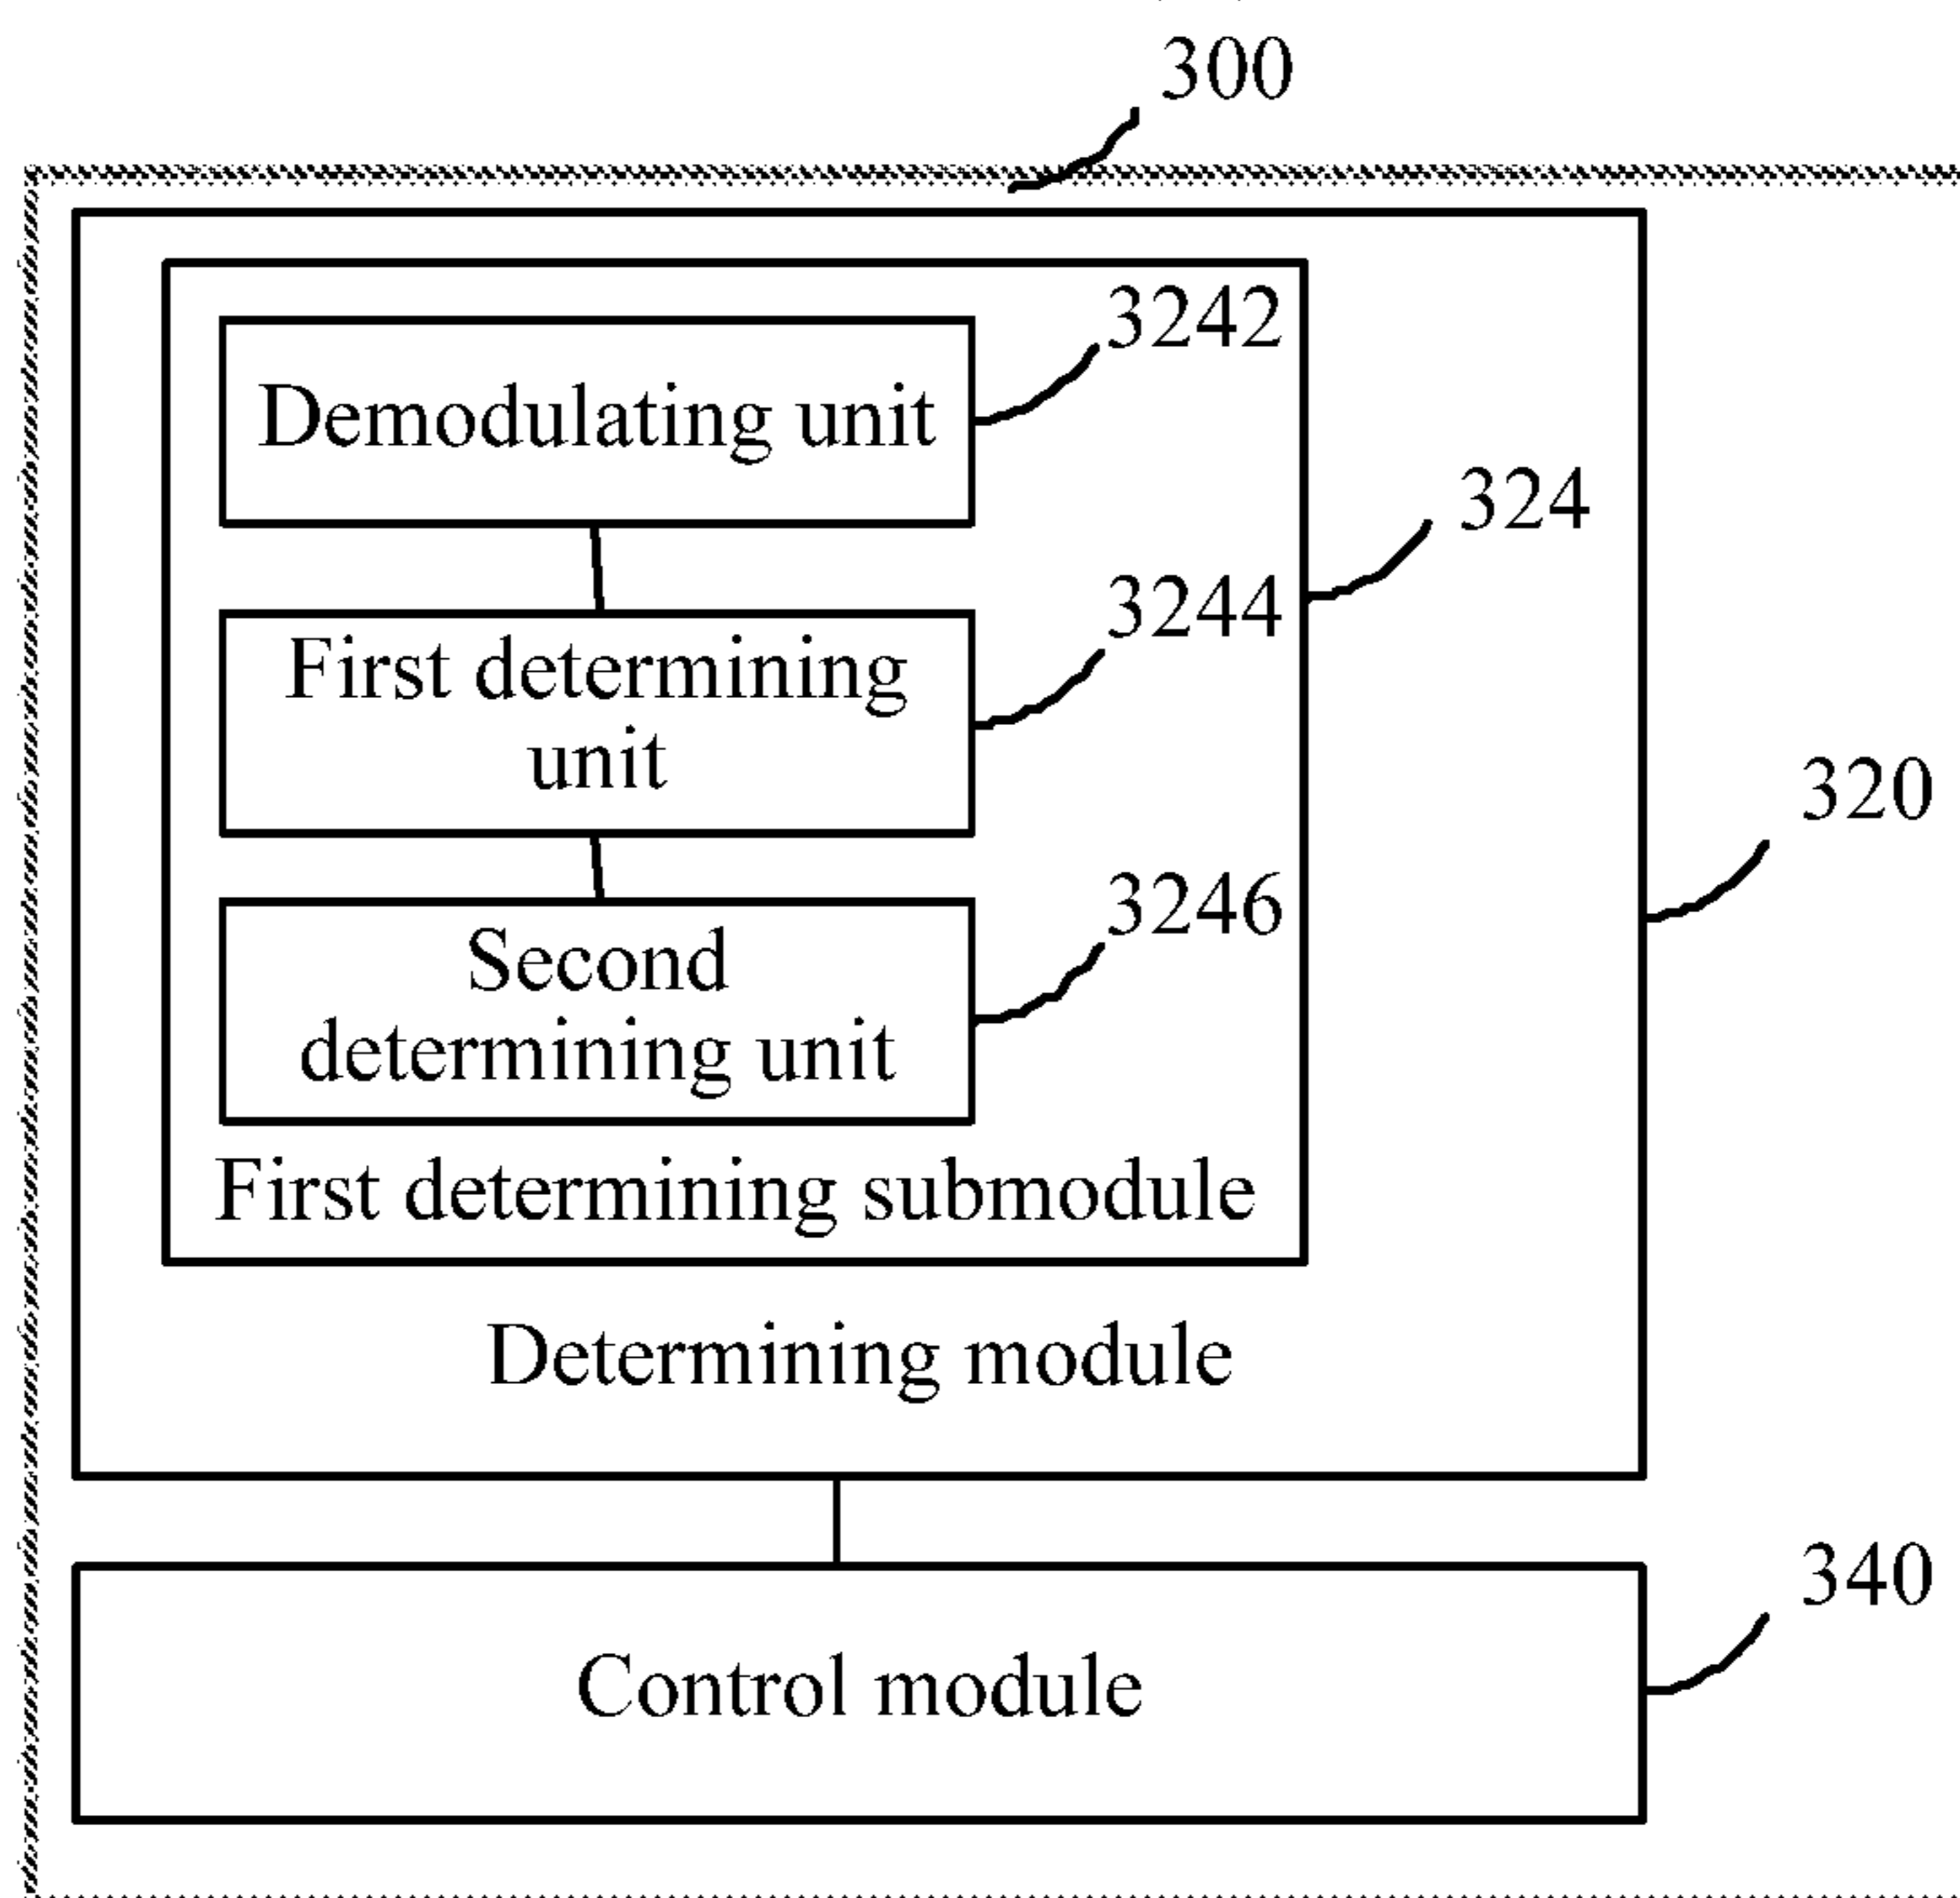 300
3242
Demodulating unit
324
3244
First determining
unit
320
3246
Second
determining unit
First determining submodule
Determining module
340
Control module